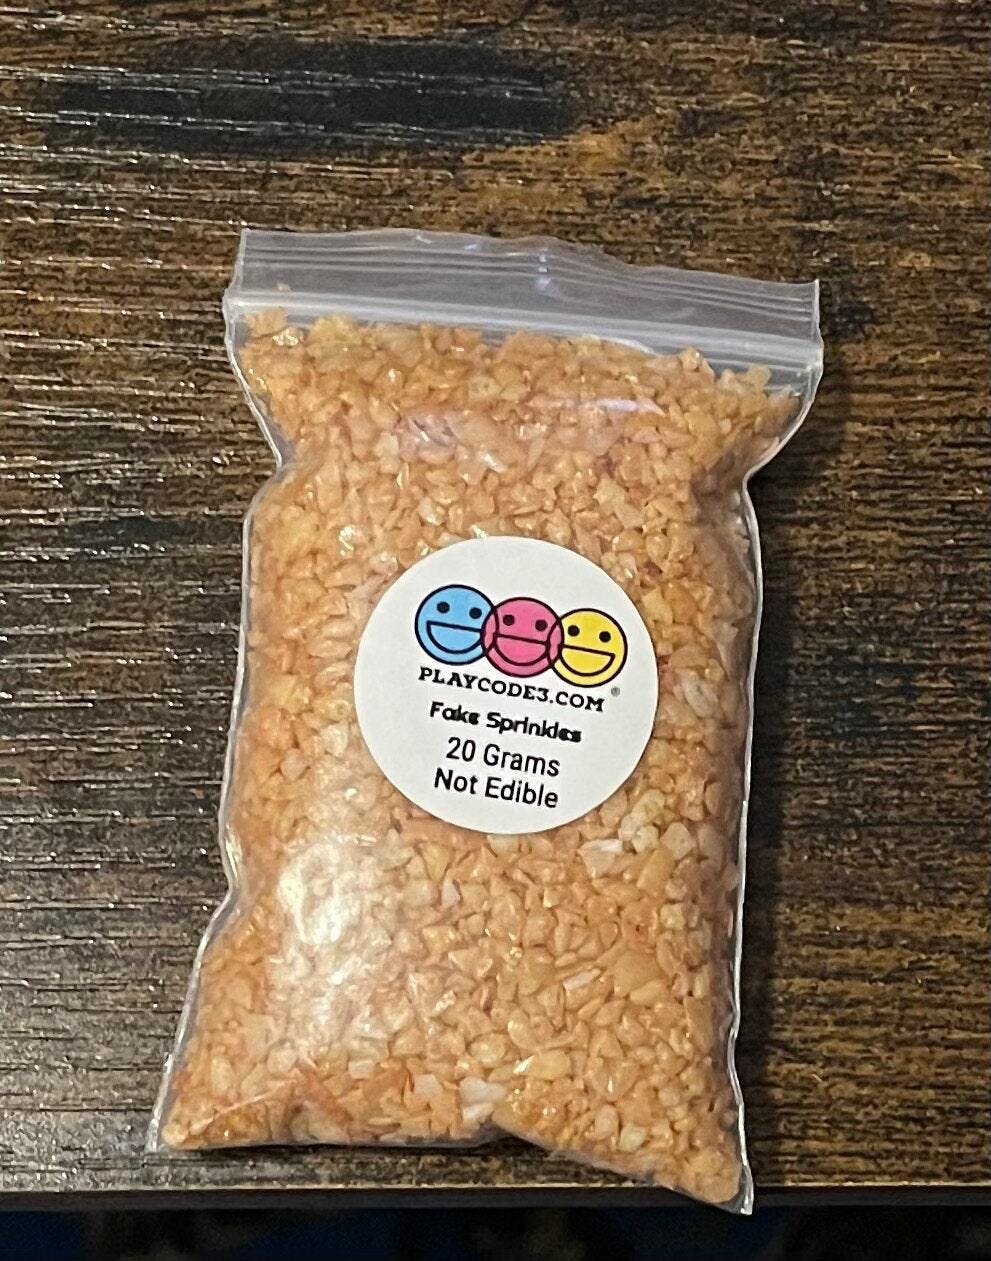 PLAYCODE3.COM®
Fake Sprinkles
20 Grams
Not Edible